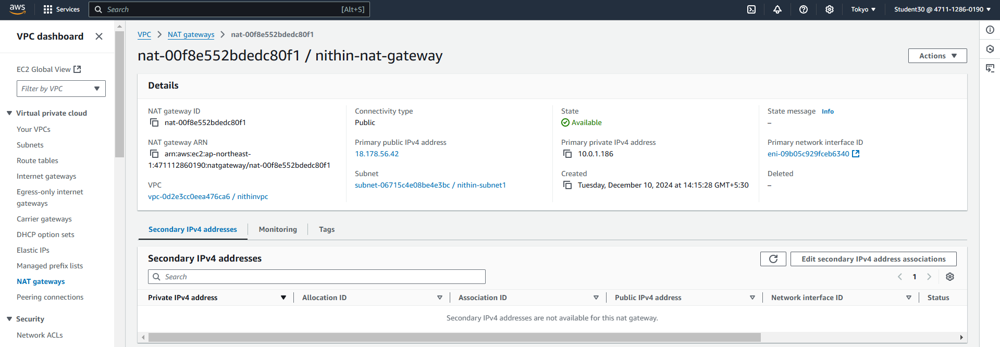 aws
Services
Search
[Alt+S]
Tokyo
Student30 @ 4711-1286-0190
VPC dashboard
EC2 Global View
Filter by VPC
Virtual private cloud
Your VPCs
Subnets
Route tables
Internet gateways
Egress-only internet
gateways
Carrier gateways
DHCP option sets
Elastic IPs
Managed prefix lists
NAT gateways
Peering connections
Security
Network ACLs
VPC
NAT gateways
nat-00f8e552bdedc80f1
nat-00f8e552bdedc80f1 / nithin-nat-gateway
Actions
Details
NAT gateway ID
nat-00f8e552bdedc80f1
NAT gateway ARN
arn:aws:ec2:ap-northeast-
1:471112860190:natgateway/nat-00f8e552bdedc80f1
VPC
vpc-0d2e3cc0eea476ca6 / nithinvpc
Connectivity type
Public
Primary public IPv4 address
18.178.56.42
Subnet
subnet-06715c4e08be4e3bc / nithin-subnet1
State
Available
Primary private IPv4 address
10.0.1.186
Created
Tuesday, December 10, 2024 at 14:15:28 GMT+5:30
State message Info
–
Primary network interface ID
eni-09b05c929fceb6340
Deleted
–
Secondary IPv4 addresses
Monitoring
Tags
Secondary IPv4 addresses
Edit secondary IPv4 address associations
Search
1
Private IPv4 address
Allocation ID
Association ID
Public IPv4 address
Network interface ID
Status
Secondary IPv4 addresses are not available for this nat gateway.